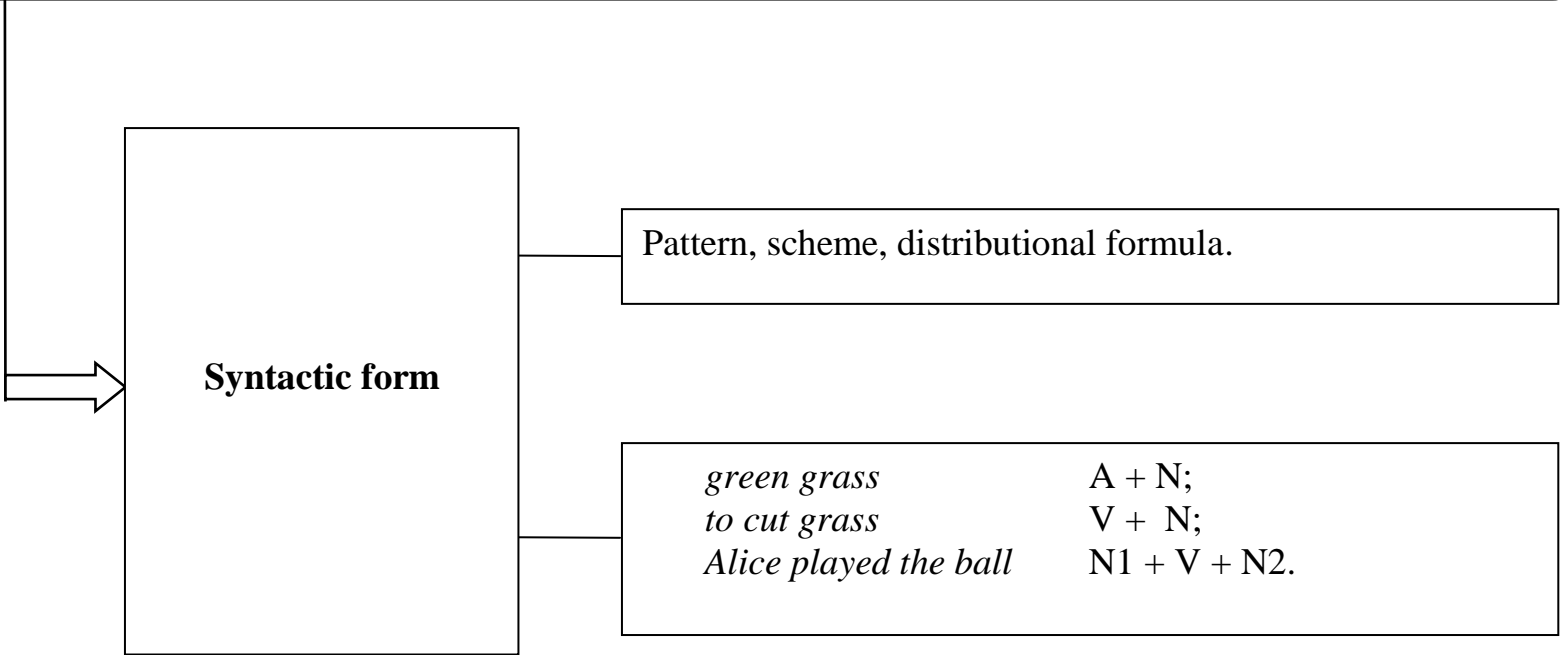 Pattern, scheme, distributional formula.
Syntactic form
green grass A + N;
to cut grass V + N;
Alice played the ball N1 + V + N2.